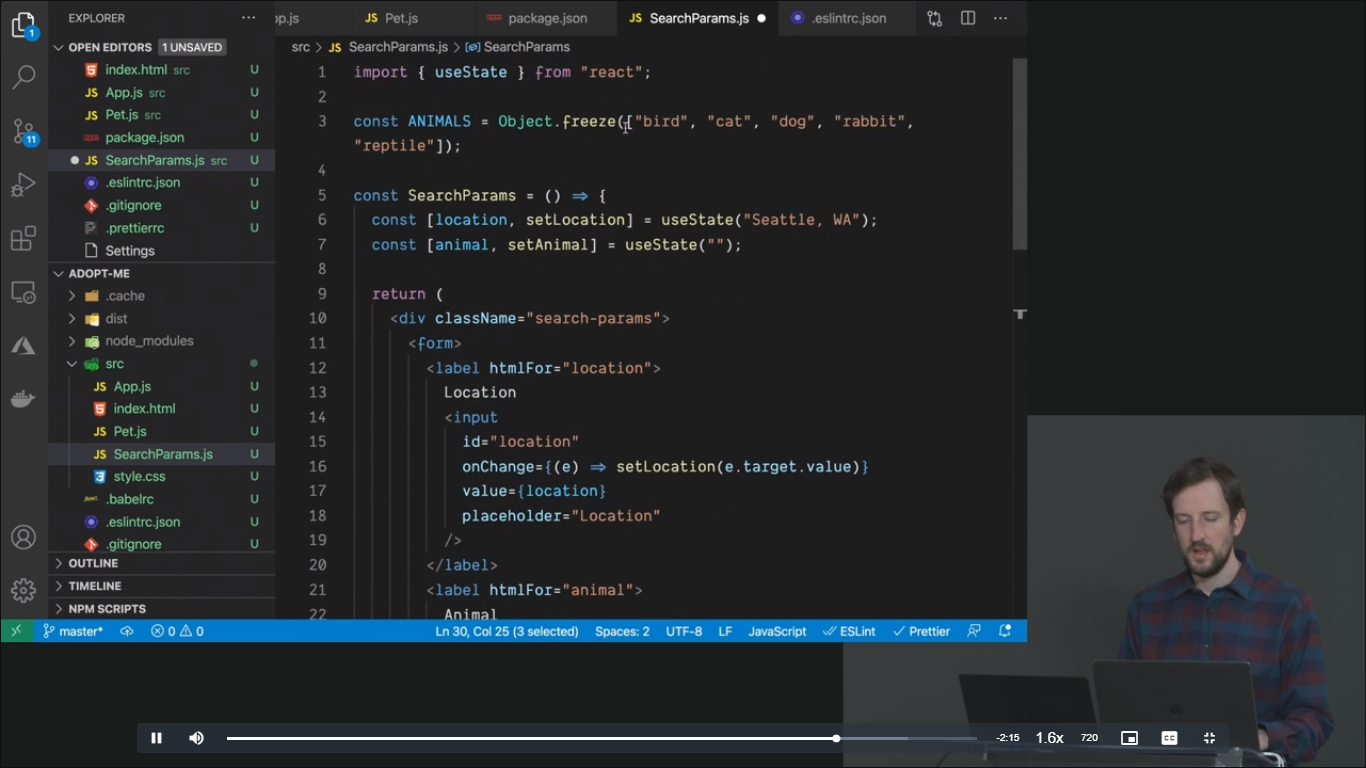 EXPLORER
OPEN EDITORS 1 UNSAVED
index.html src U
App.js src U
Pet.js src U
package.json U
SearchParams.js src U
.eslintrc.json U
.gitignore U
.prettierrc U
Settings
ADOPT-ME
.cache
dist
node_modules
src
App.js U
index.html U
Pet.js U
SearchParams.js U
style.css U
.babelrc U
.eslintrc.json U
.gitignore U
OUTLINE
TIMELINE
NPM SCRIPTS
1
11
pp.js
JS Pet.js
package.json
JS SearchParams.js
.eslintrc.json
src > JS SearchParams.js > SearchParams
1 import { useState } from "react";
2
3 const ANIMALS = Object.freeze(["bird", "cat", "dog", "rabbit",
"reptile"]);
4
5 const SearchParams = () => {
6 const [location, setLocation] = useState("Seattle, WA");
7 const [animal, setAnimal] = useState("");
8
9 return (
10 <div className="search-params">
11 <form>
12 <label htmlFor="location">
13 Location
14 <input
15 id="location"
16 onChange={(e) => setLocation(e.target.value)}
17 value={location}
18 placeholder="Location"
19 />
20 </label>
21 <label htmlFor="animal">
22 Animal
master* 0 0 Ln 30, Col 25 (3 selected) Spaces: 2 UTF-8 LF JavaScript ESLint Prettier
-2:15 1.6x 720 CC